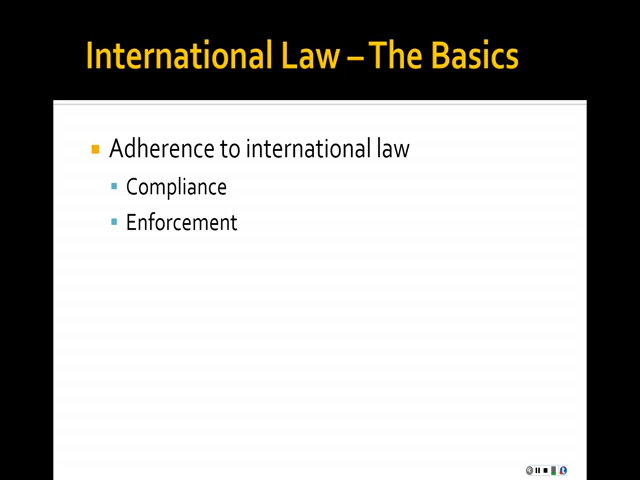 International Law – The Basics
Adherence to international law
Compliance
Enforcement